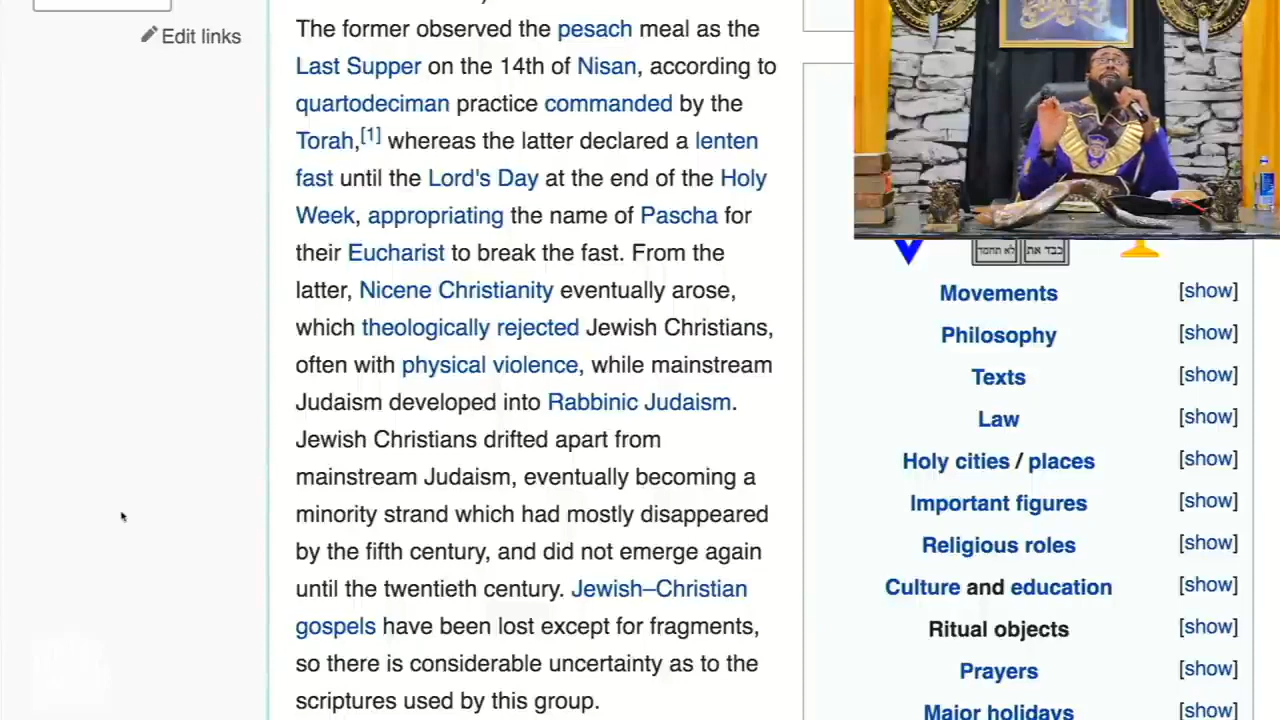 Edit links
The former observed the pesach meal as the
Last Supper on the 14th of Nisan, according to
quartodeciman practice commanded by the
Torah,[1] whereas the latter declared a lenten
fast until the Lord's Day at the end of the Holy
Week, appropriating the name of Pascha for
their Eucharist to break the fast. From the
latter, Nicene Christianity eventually arose,
which theologically rejected Jewish Christians,
often with physical violence, while mainstream
Judaism developed into Rabbinic Judaism.
Jewish Christians drifted apart from
mainstream Judaism, eventually becoming a
minority strand which had mostly disappeared
by the fifth century, and did not emerge again
until the twentieth century. Jewish–Christian
gospels have been lost except for fragments,
so there is considerable uncertainty as to the
scriptures used by this group.
כבד את לא תחמד
Movements [show]
Philosophy [show]
Texts [show]
Law [show]
Holy cities / places [show]
Important figures [show]
Religious roles [show]
Culture and education [show]
Ritual objects [show]
Prayers [show]
Major holidays [show]